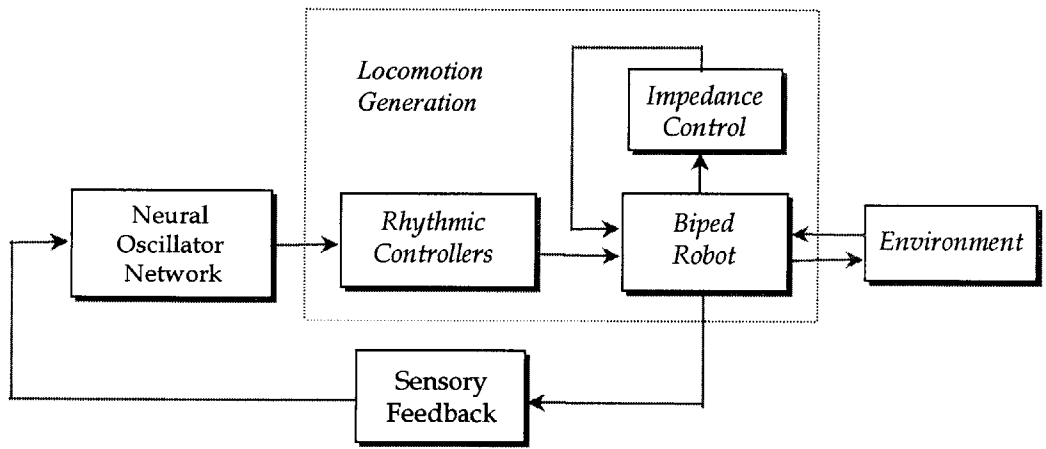 Locomotion
Generation
Impedance
Control
Neural
Oscillator
Network
Rhythmic
Controllers
Biped
Robot
Environment
Sensory
Feedback